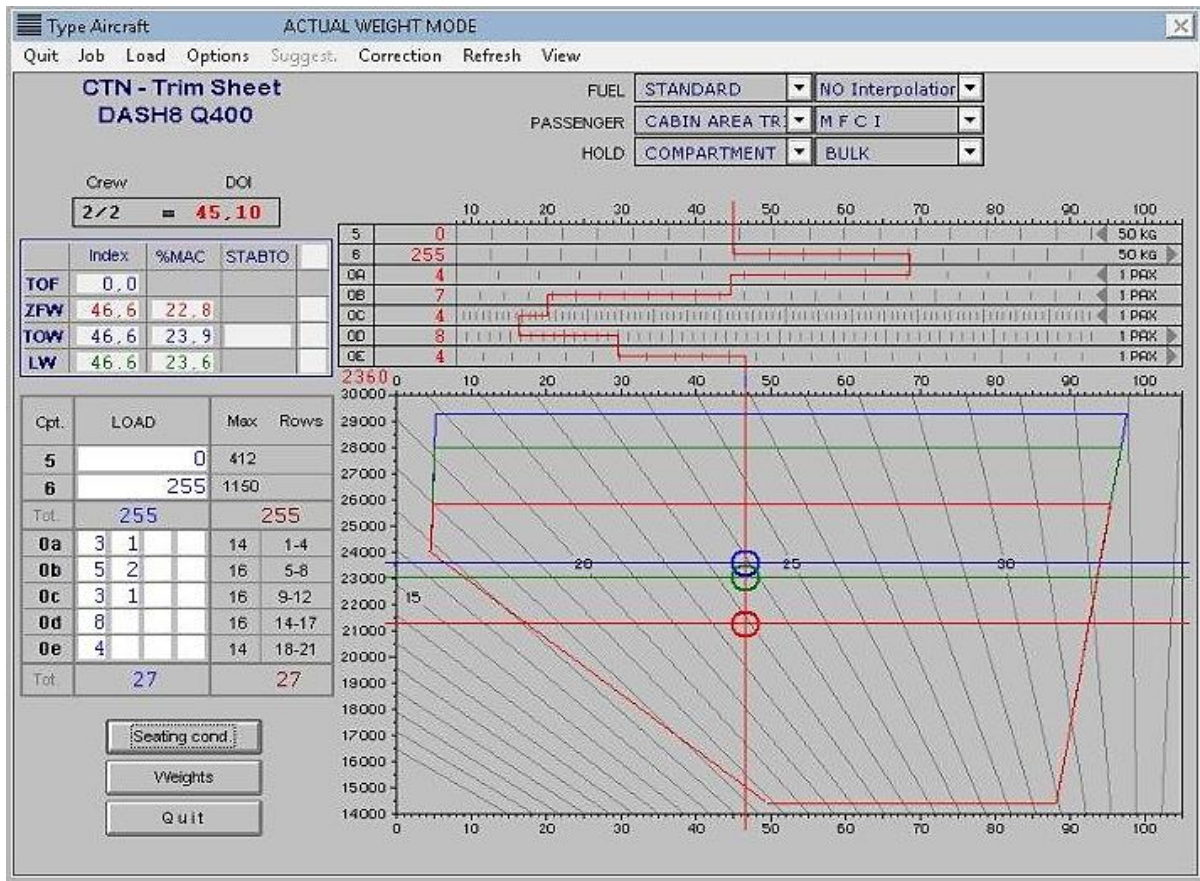 Type Aircraft ACTUAL WEIGHT MODE
Quit Job Load Options Suggest. Correction Refresh View
CTN - Trim Sheet
DASH8 Q400
FUEL STANDARD NO Interpolation
PASSENGER CABIN AREA TR: M F C I
HOLD COMPARTMENT BULK
Crew DOI
2/2 = 45,10
10 20 30 40 50 60 70 80 90 100
5 0 50 KG
6 255 50 KG
0A 4 1 PAX
0B 7 1 PAX
0C 4 1 PAX
0D 8 1 PAX
0E 4 1 PAX
Index %MAC STABTO
TOF 0,0
ZFW 46,6 22,8
TOW 46,6 23,9
LW 46,6 23,6
2360 0 10 20 30 40 50 60 70 80 90 100
30000
29000
28000
27000
26000
25000
24000
23000
22000
21000
20000
19000
18000
17000
16000
15000
14000
15 20 25 30
0 10 20 30 40 50 60 70 80 90 100
Cpt. LOAD Max Rows
5 0 412
6 255 1150
Tot. 255 255
0a 3 1 14 1-4
0b 5 2 16 5-8
0c 3 1 16 9-12
0d 8 16 14-17
0e 4 14 18-21
Tot. 27 27
Seating cond.
Weights
Quit